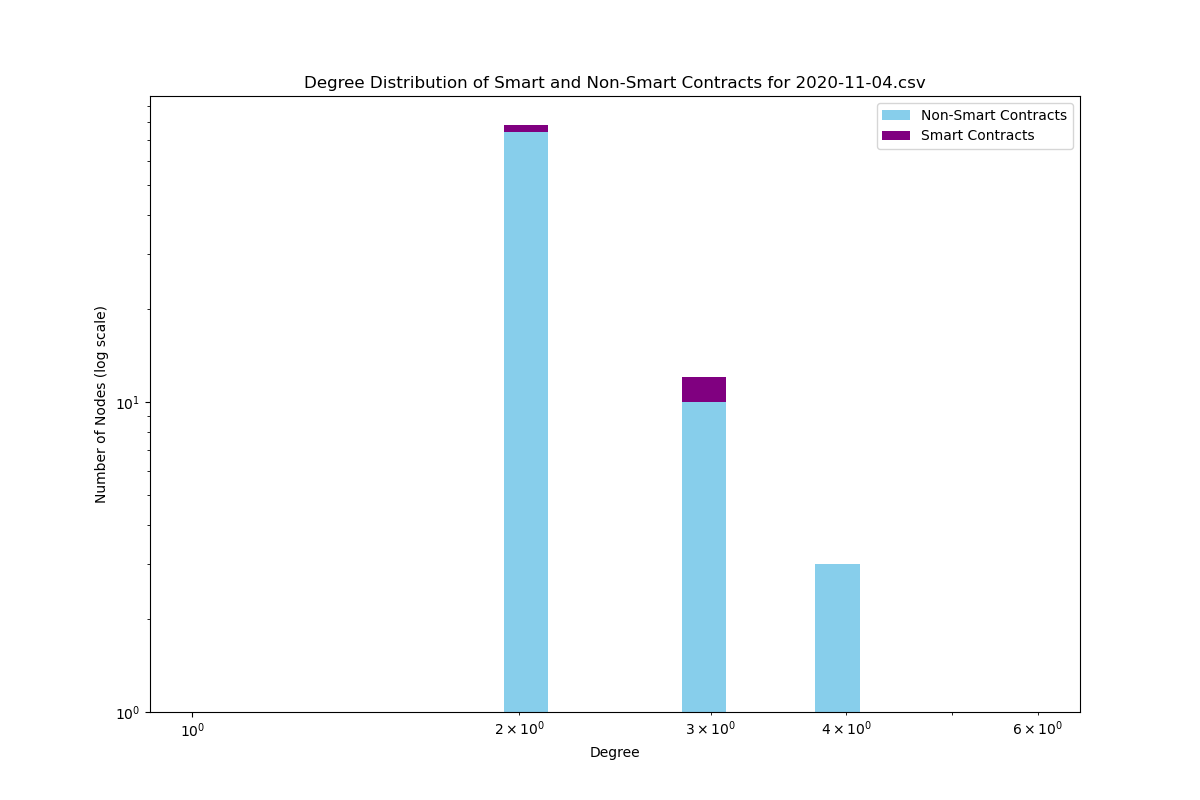 Degree Distribution of Smart and Non-Smart Contracts for 2020-11-04.csv
Non-Smart Contracts
Smart Contracts
Number of Nodes (log scale)
10¹
10⁰
10⁰ 2 × 10⁰ 3 × 10⁰ 4 × 10⁰ 6 × 10⁰
Degree